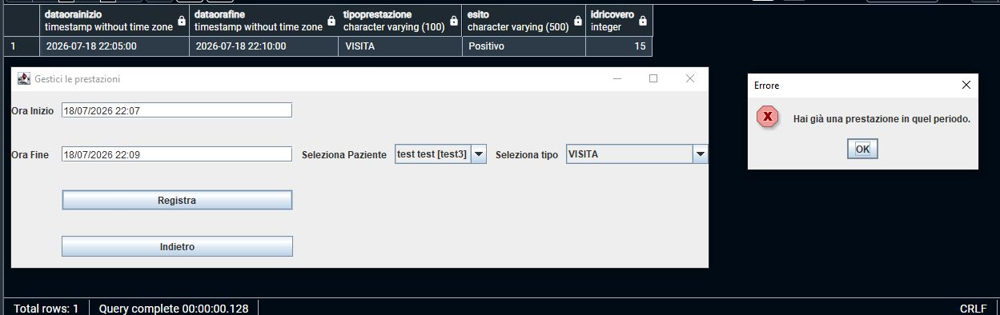 dataorainizio
timestamp without time zone
dataorafine
timestamp without time zone
tipoprestazione
character varying (100)
esito
character varying (500)
idricovero
integer
1 2026-07-18 22:05:00 2026-07-18 22:10:00 VISITA Positivo 15
Gestici le prestazioni
Ora Inizio 18/07/2026 22:07
Ora Fine 18/07/2026 22:09 Seleziona Paziente test test [test3] Seleziona tipo VISITA
Registra
Indietro
Errore
X Hai già una prestazione in quel periodo.
OK
Total rows: 1 Query complete 00:00:00.128 CRLF